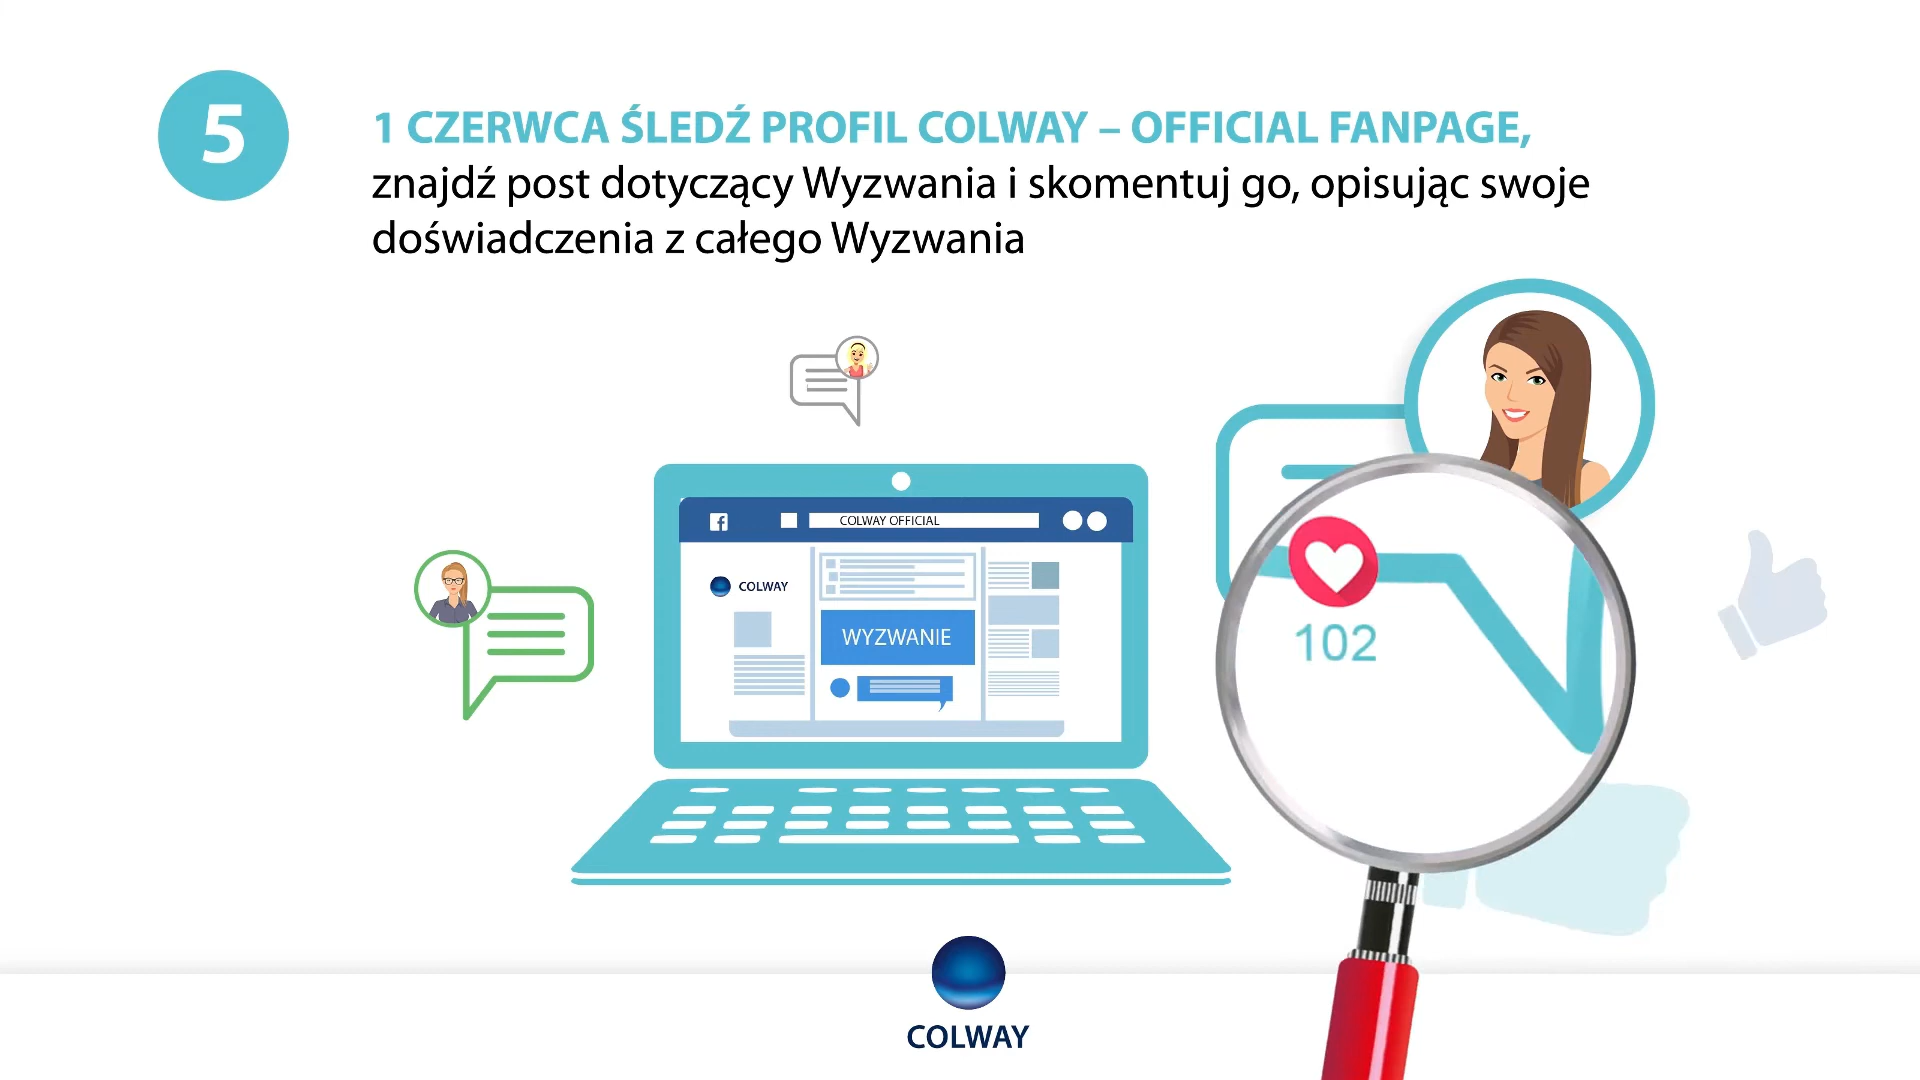 5
1 CZERWCA ŚLEDŹ PROFIL COLWAY – OFFICIAL FANPAGE,
znajdź post dotyczący Wyzwania i skomentuj go, opisując swoje
doświadczenia z całego Wyzwania
COLWAY OFFICIAL
COLWAY
WYZWANIE
102
COLWAY